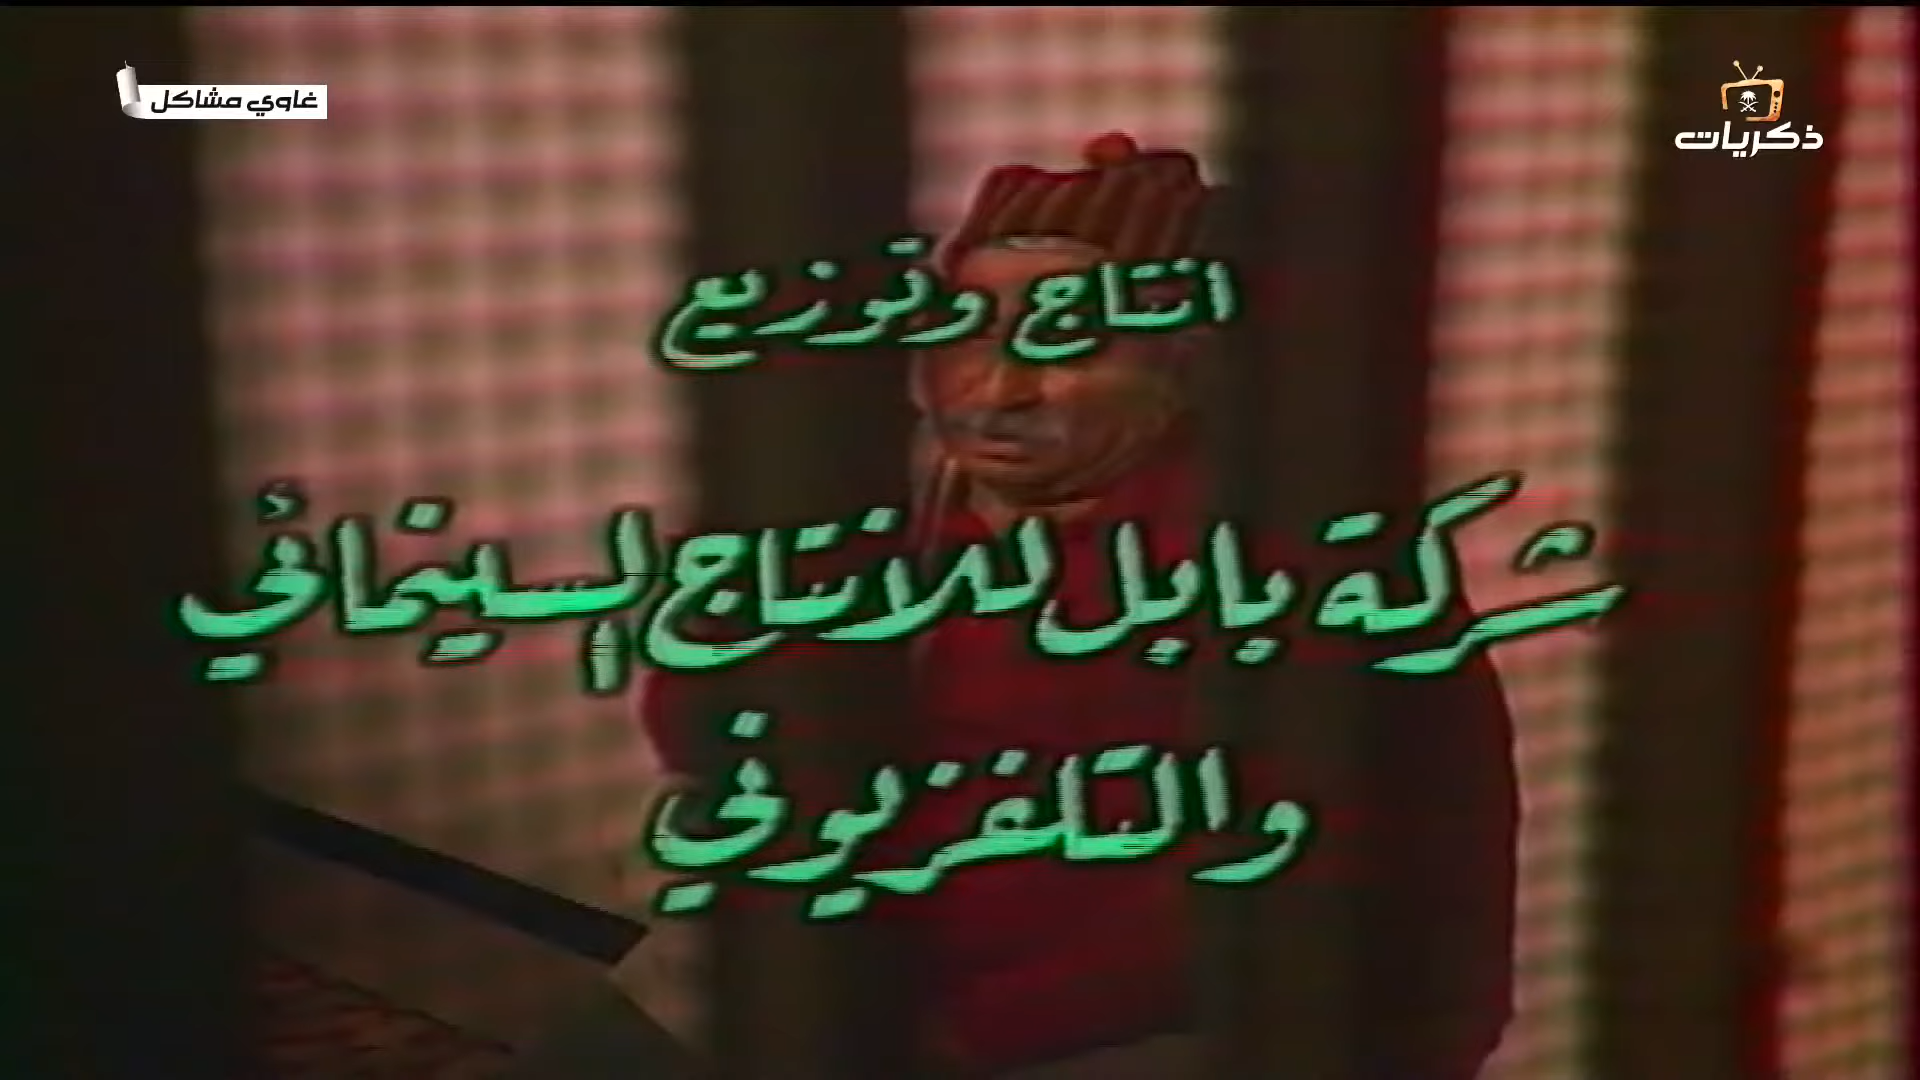 غاوي مشاكل
ذكريات
انتاج وتوزيع
شركة بابل للانتاج السينمائي
والتلفزيوني